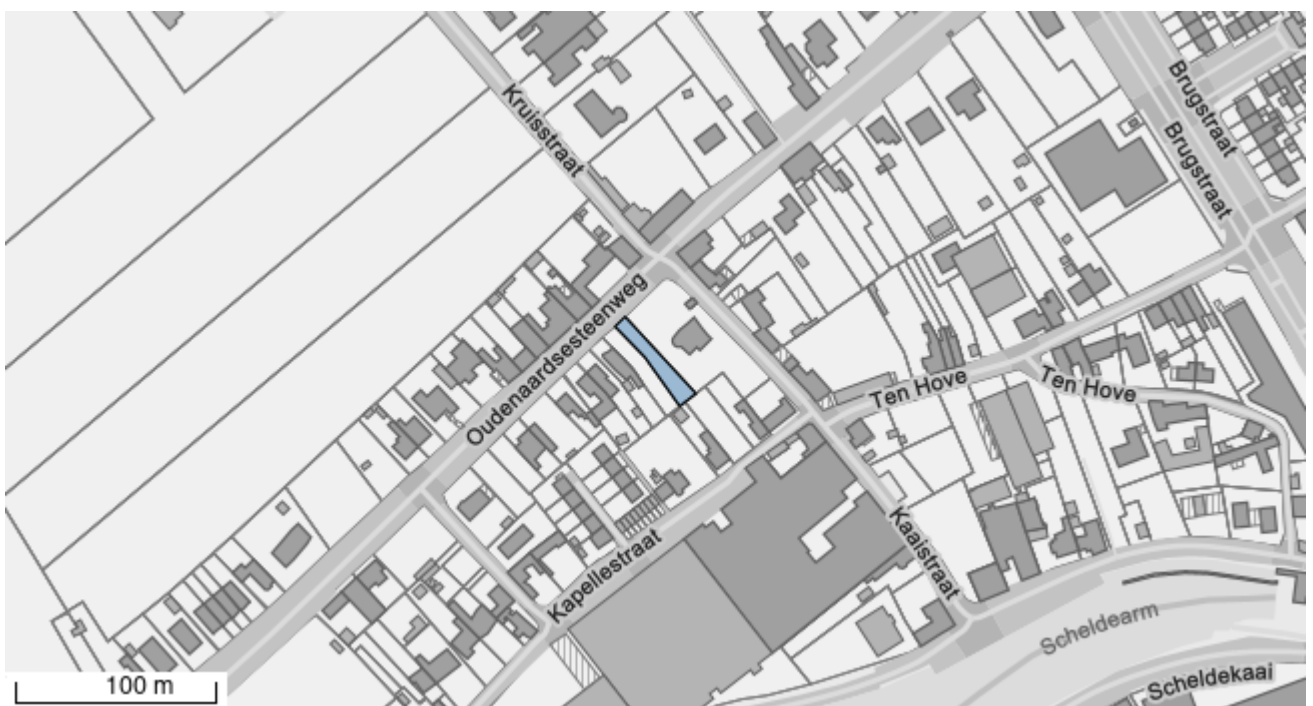 Brugstraat
Kruisstraat
Brugstraat
Oudenaardsesteenweg
Ten Hove
Ten Hove
Kapellestraat
Kaaistraat
Scheldearm
Scheldekaai
100 m